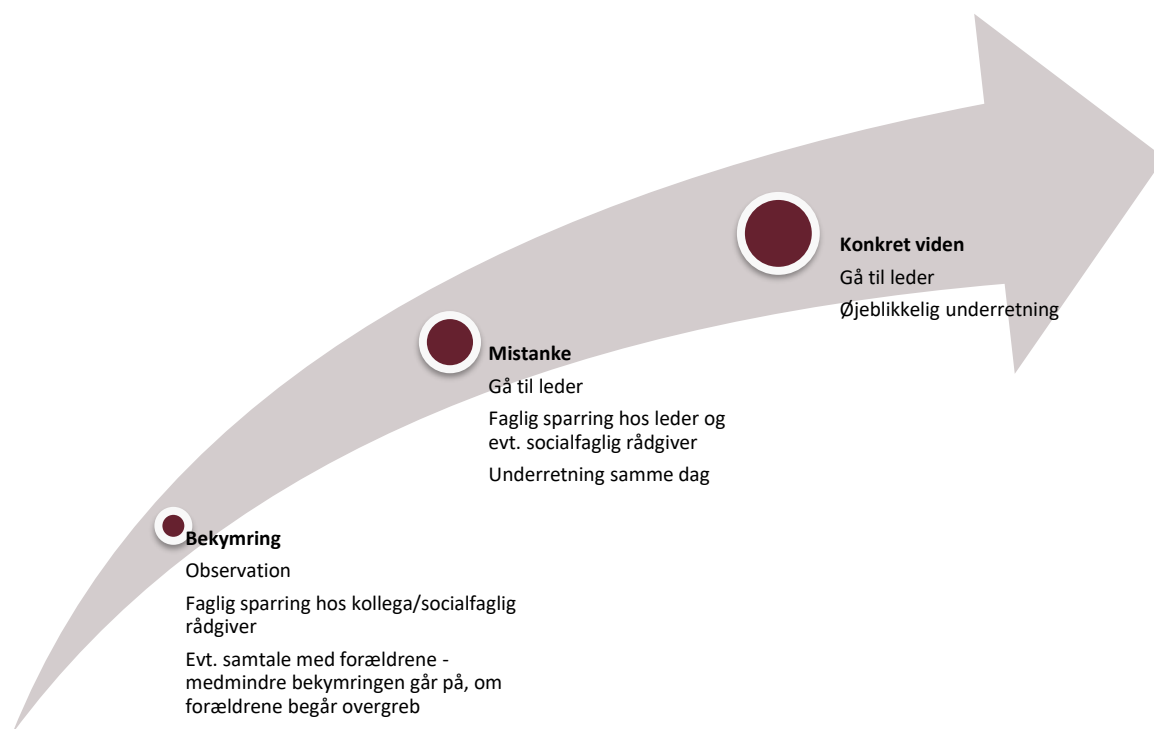 Konkret viden
Gå til leder
Øjeblikkelig underretning
Mistanke
Gå til leder
Faglig sparring hos leder og
evt. socialfaglig rådgiver
Underretning samme dag
Bekymring
Observation
Faglig sparring hos kollega/socialfaglig
rådgiver
Evt. samtale med forældrene -
medmindre bekymringen går på, om
forældrene begår overgreb